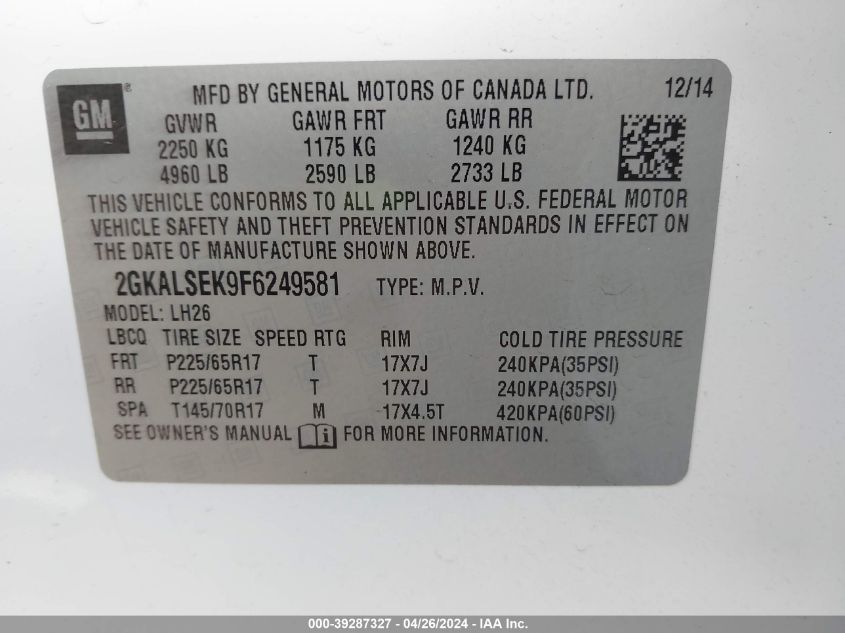 GM ®
MFD BY GENERAL MOTORS OF CANADA LTD. 12/14
GVWR GAWR FRT GAWR RR
2250 KG 1175 KG 1240 KG
4960 LB 2590 LB 2733 LB
THIS VEHICLE CONFORMS TO ALL APPLICABLE U.S. FEDERAL MOTOR
VEHICLE SAFETY AND THEFT PREVENTION STANDARDS IN EFFECT ON
THE DATE OF MANUFACTURE SHOWN ABOVE.
2GKALSEK9F6249581 TYPE: M.P.V.
MODEL: LH26
LBCQ TIRE SIZE SPEED RTG RIM COLD TIRE PRESSURE
FRT P225/65R17 T 17X7J 240KPA(35PSI)
RR P225/65R17 T 17X7J 240KPA(35PSI)
SPA T145/70R17 M 17X4.5T 420KPA(60PSI)
SEE OWNER'S MANUAL i FOR MORE INFORMATION.
000-39287327 - 04/26/2024 - IAA Inc.